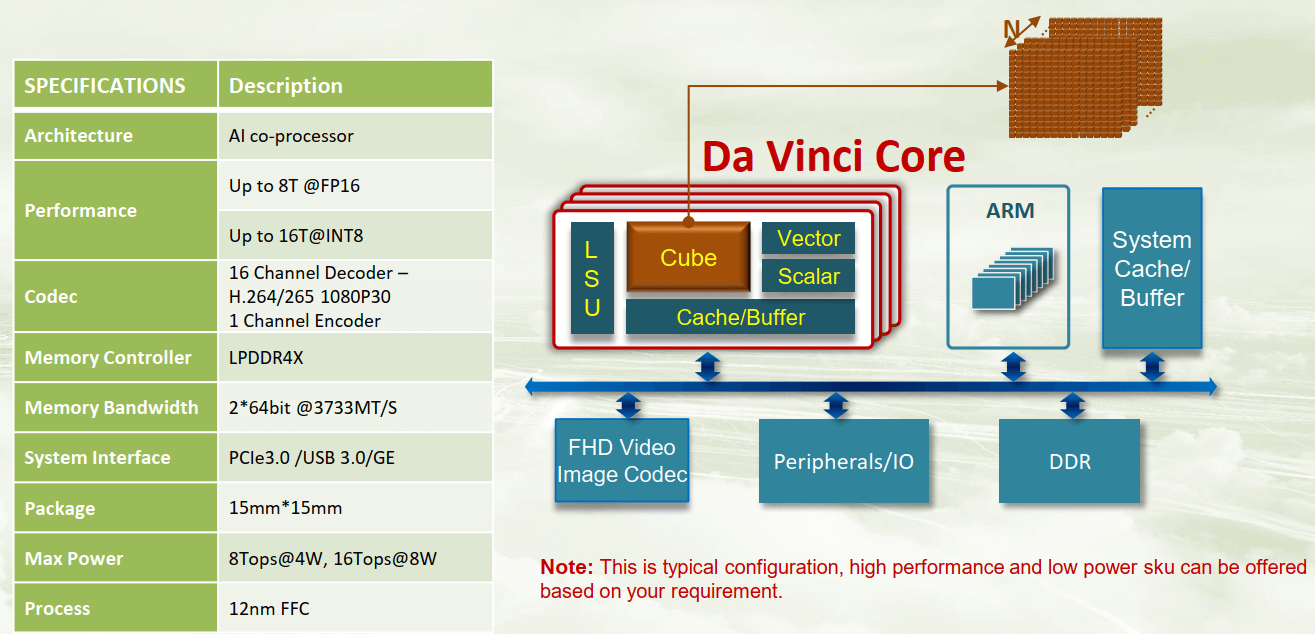 SPECIFICATIONS Description
Architecture AI co-processor
Performance Up to 8T @FP16
Up to 16T@INT8
Codec 16 Channel Decoder –
H.264/265 1080P30
1 Channel Encoder
Memory Controller LPDDR4X
Memory Bandwidth 2*64bit @3733MT/S
System Interface PCIe3.0 /USB 3.0/GE
Package 15mm*15mm
Max Power 8Tops@4W, 16Tops@8W
Process 12nm FFC
N
Da Vinci Core
L
S
U
Cube
Vector
Scalar
Cache/Buffer
ARM
System
Cache/
Buffer
FHD Video
Image Codec
Peripherals/IO
DDR
Note: This is typical configuration, high performance and low power sku can be offered
based on your requirement.